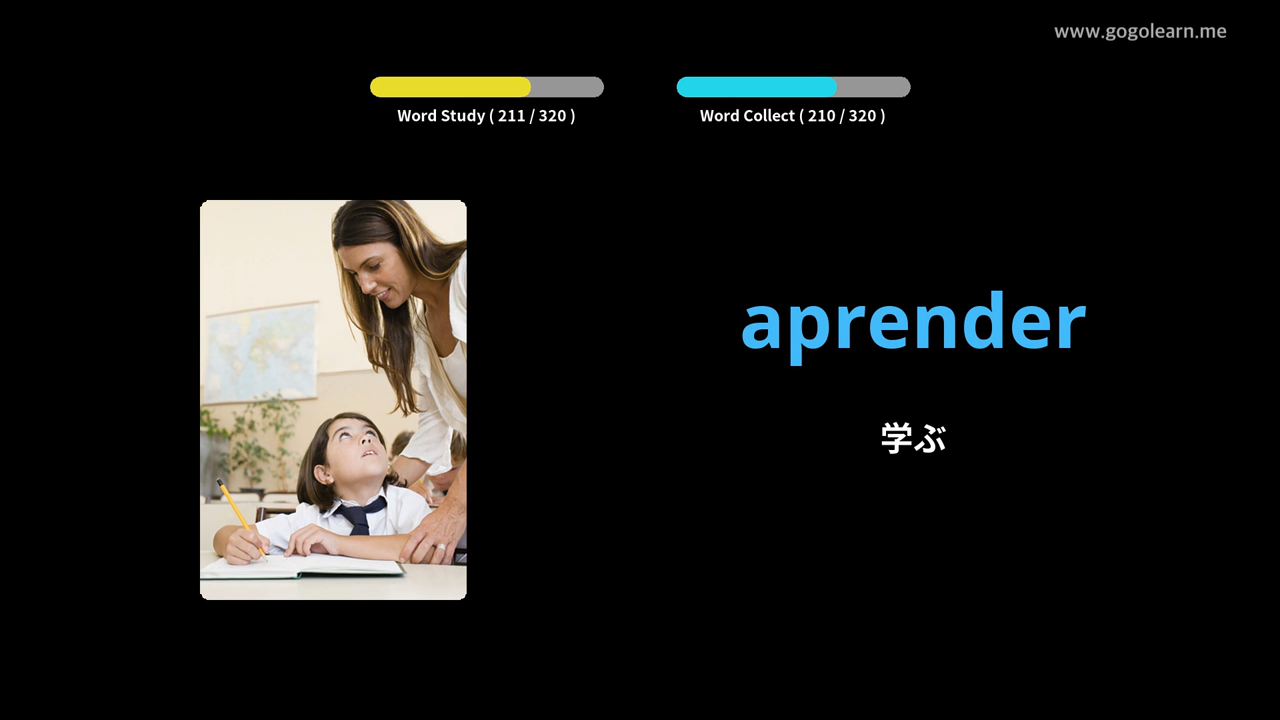 www.gogolearn.me
Word Study ( 211 / 320 )
Word Collect ( 210 / 320 )
aprender
学ぶ